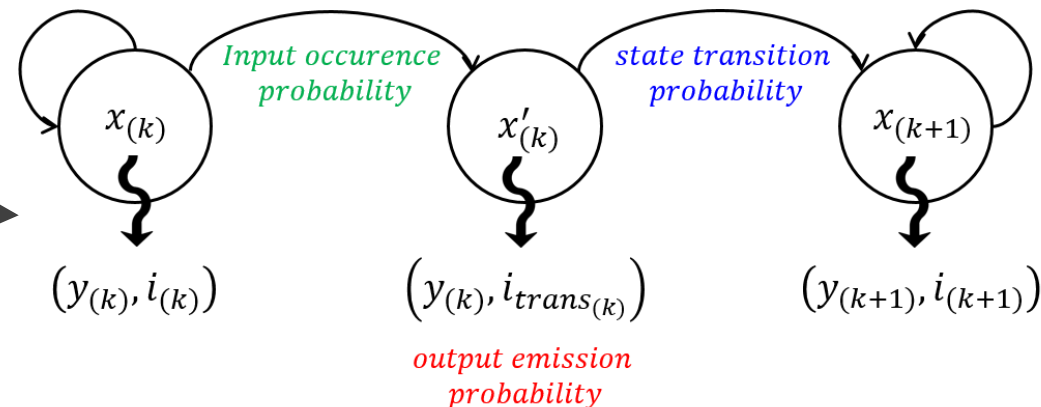 Input occurence
probability
state transition
probability
x(k)
x′(k)
x(k+1)
(y(k), i(k))
(y(k), itrans(k))
(y(k+1), i(k+1))
output emission
probability